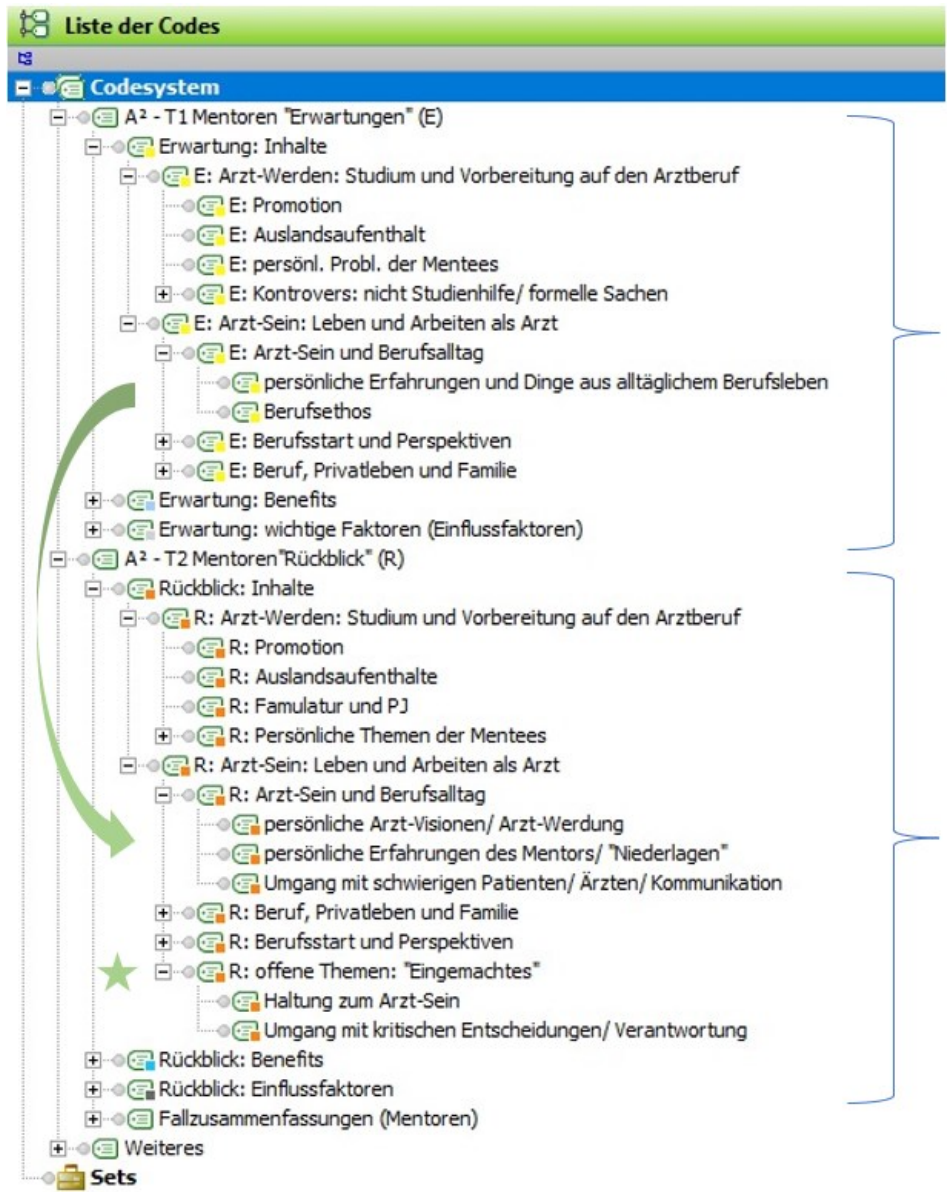 Liste der Codes
Codesystem
A² - T1 Mentoren "Erwartungen" (E)
Erwartung: Inhalte
E: Arzt-Werden: Studium und Vorbereitung auf den Arztberuf
E: Promotion
E: Auslandsaufenthalt
E: persönl. Probl. der Mentees
E: Kontrovers: nicht Studienhilfe/ formelle Sachen
E: Arzt-Sein: Leben und Arbeiten als Arzt
E: Arzt-Sein und Berufsalltag
persönliche Erfahrungen und Dinge aus alltäglichem Berufsleben
Berufsethos
E: Berufsstart und Perspektiven
E: Beruf, Privatleben und Familie
Erwartung: Benefits
Erwartung: wichtige Faktoren (Einflussfaktoren)
A² - T2 Mentoren"Rückblick" (R)
Rückblick: Inhalte
R: Arzt-Werden: Studium und Vorbereitung auf den Arztberuf
R: Promotion
R: Auslandsaufenthalte
R: Famulatur und PJ
R: Persönliche Themen der Mentees
R: Arzt-Sein: Leben und Arbeiten als Arzt
R: Arzt-Sein und Berufsalltag
persönliche Arzt-Visionen/ Arzt-Werdung
persönliche Erfahrungen des Mentors/ "Niederlagen"
Umgang mit schwierigen Patienten/ Ärzten/ Kommunikation
R: Beruf, Privatleben und Familie
R: Berufsstart und Perspektiven
R: offene Themen: "Eingemachtes"
Haltung zum Arzt-Sein
Umgang mit kritischen Entscheidungen/ Verantwortung
Rückblick: Benefits
Rückblick: Einflussfaktoren
Fallzusammenfassungen (Mentoren)
Weiteres
Sets